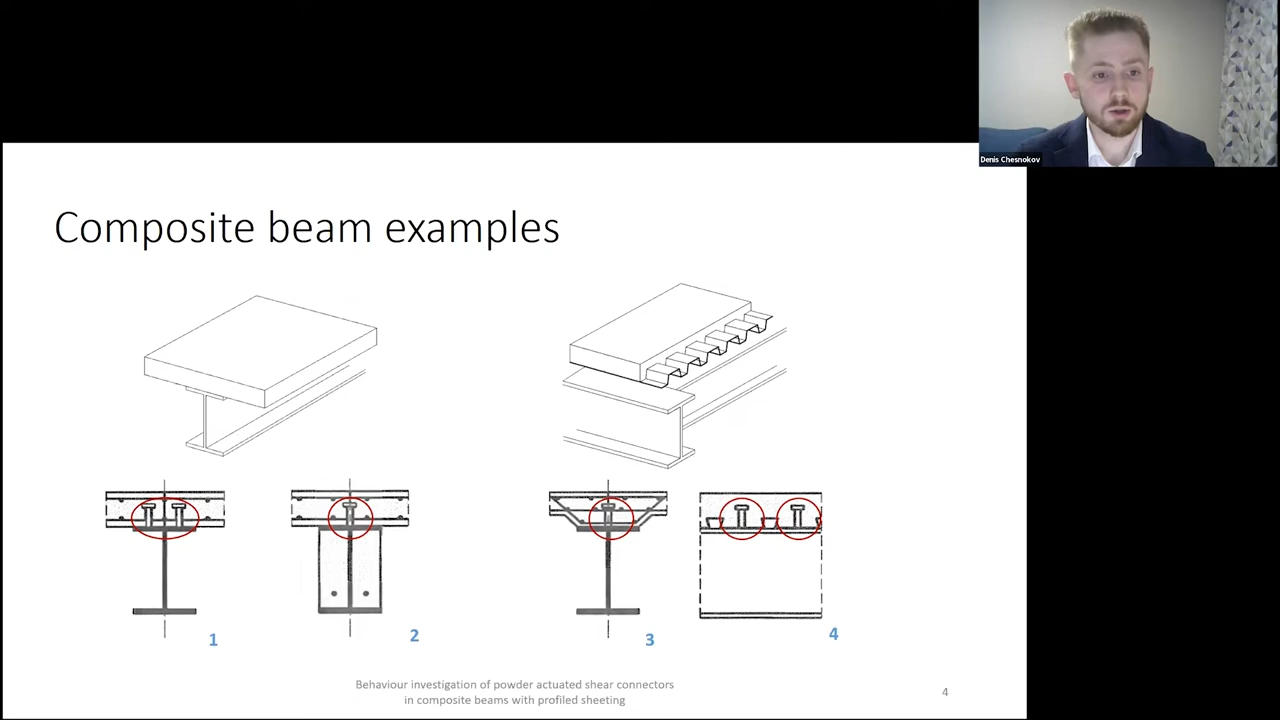 Denis Chesnokov
Composite beam examples
1
2
3
4
Behaviour investigation of powder actuated shear connectors
in composite beams with profiled sheeting
4